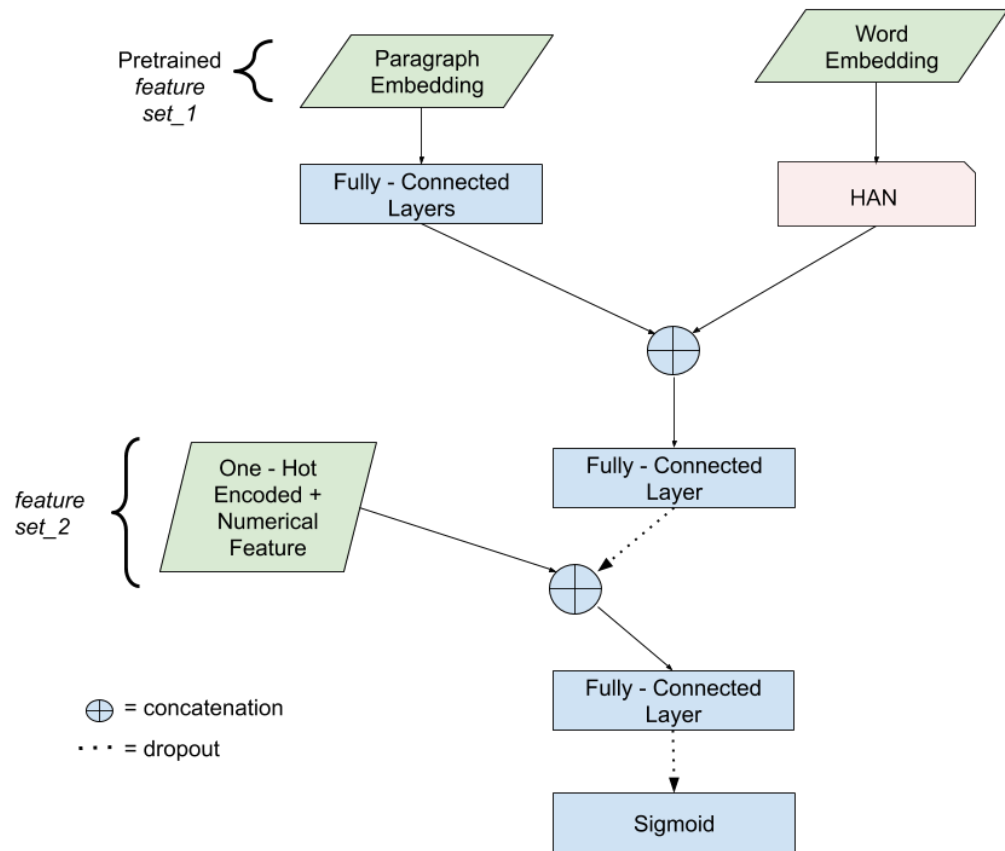 Pretrained
feature
set_1
Paragraph
Embedding
Word
Embedding
Fully - Connected
Layers
HAN
Fully - Connected
Layer
feature
set_2
One - Hot
Encoded +
Numerical
Feature
Fully - Connected
Layer
= concatenation
= dropout
Sigmoid